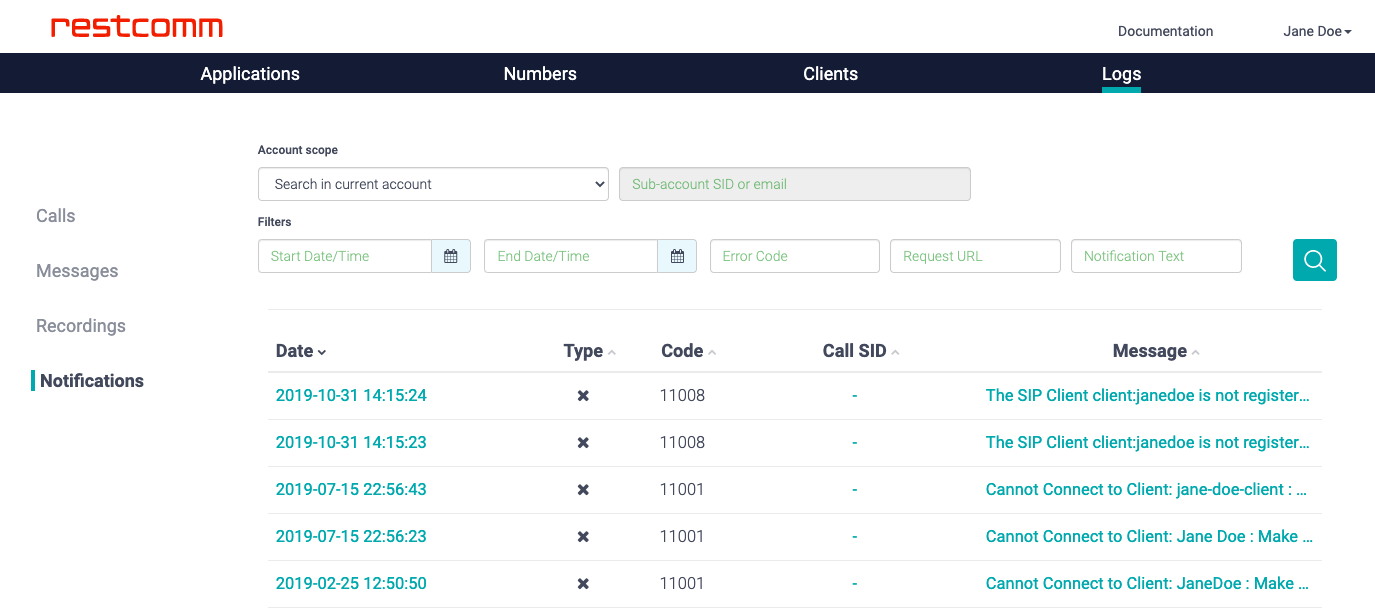 restcomm
Documentation Jane Doe
Applications Numbers Clients Logs
Account scope
Search in current account Sub-account SID or email
Filters
Start Date/Time End Date/Time Error Code Request URL Notification Text
Calls
Messages
Recordings
Notifications
Date Type Code Call SID Message
2019-10-31 14:15:24 11008 - The SIP Client client:janedoe is not register...
2019-10-31 14:15:23 11008 - The SIP Client client:janedoe is not register...
2019-07-15 22:56:43 11001 - Cannot Connect to Client: jane-doe-client : ...
2019-07-15 22:56:23 11001 - Cannot Connect to Client: Jane Doe : Make ...
2019-02-25 12:50:50 11001 - Cannot Connect to Client: JaneDoe : Make ...